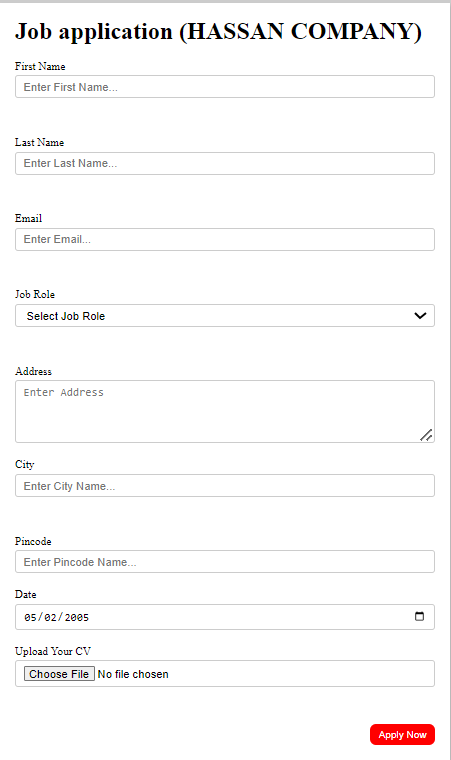 Job application (HASSAN COMPANY)
First Name
Enter First Name...
Last Name
Enter Last Name...
Email
Enter Email...
Job Role
Select Job Role
Address
Enter Address
City
Enter City Name...
Pincode
Enter Pincode Name...
Date
05/02/2005
Upload Your CV
Choose File No file chosen
Apply Now